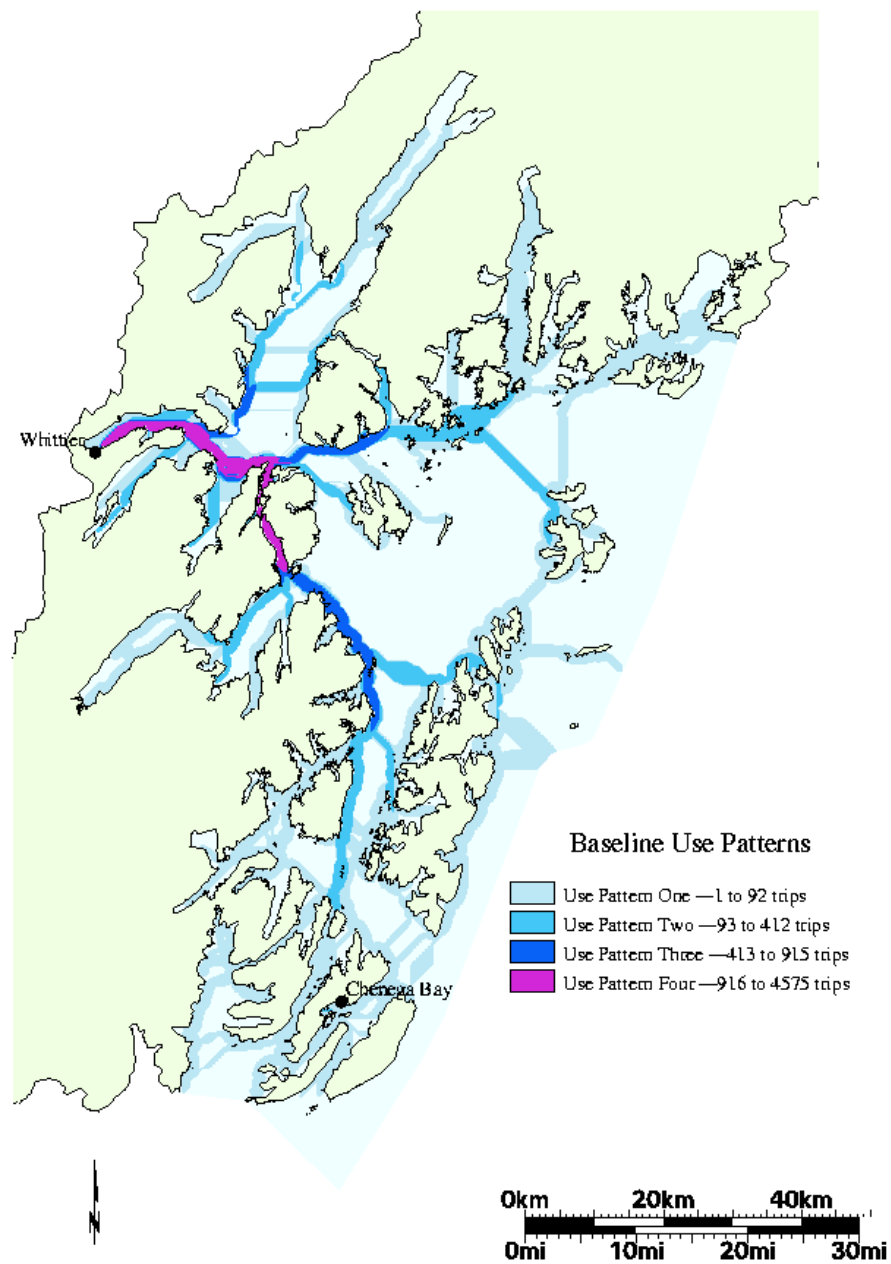 Whittier
Baseline Use Patterns
Use Pattern One —1 to 92 trips
Use Pattern Two —93 to 412 trips
Use Pattern Three —413 to 915 trips
Use Pattern Four —916 to 4575 trips
Chenega Bay
N
0km 20km 40km
0mi 10mi 20mi 30mi